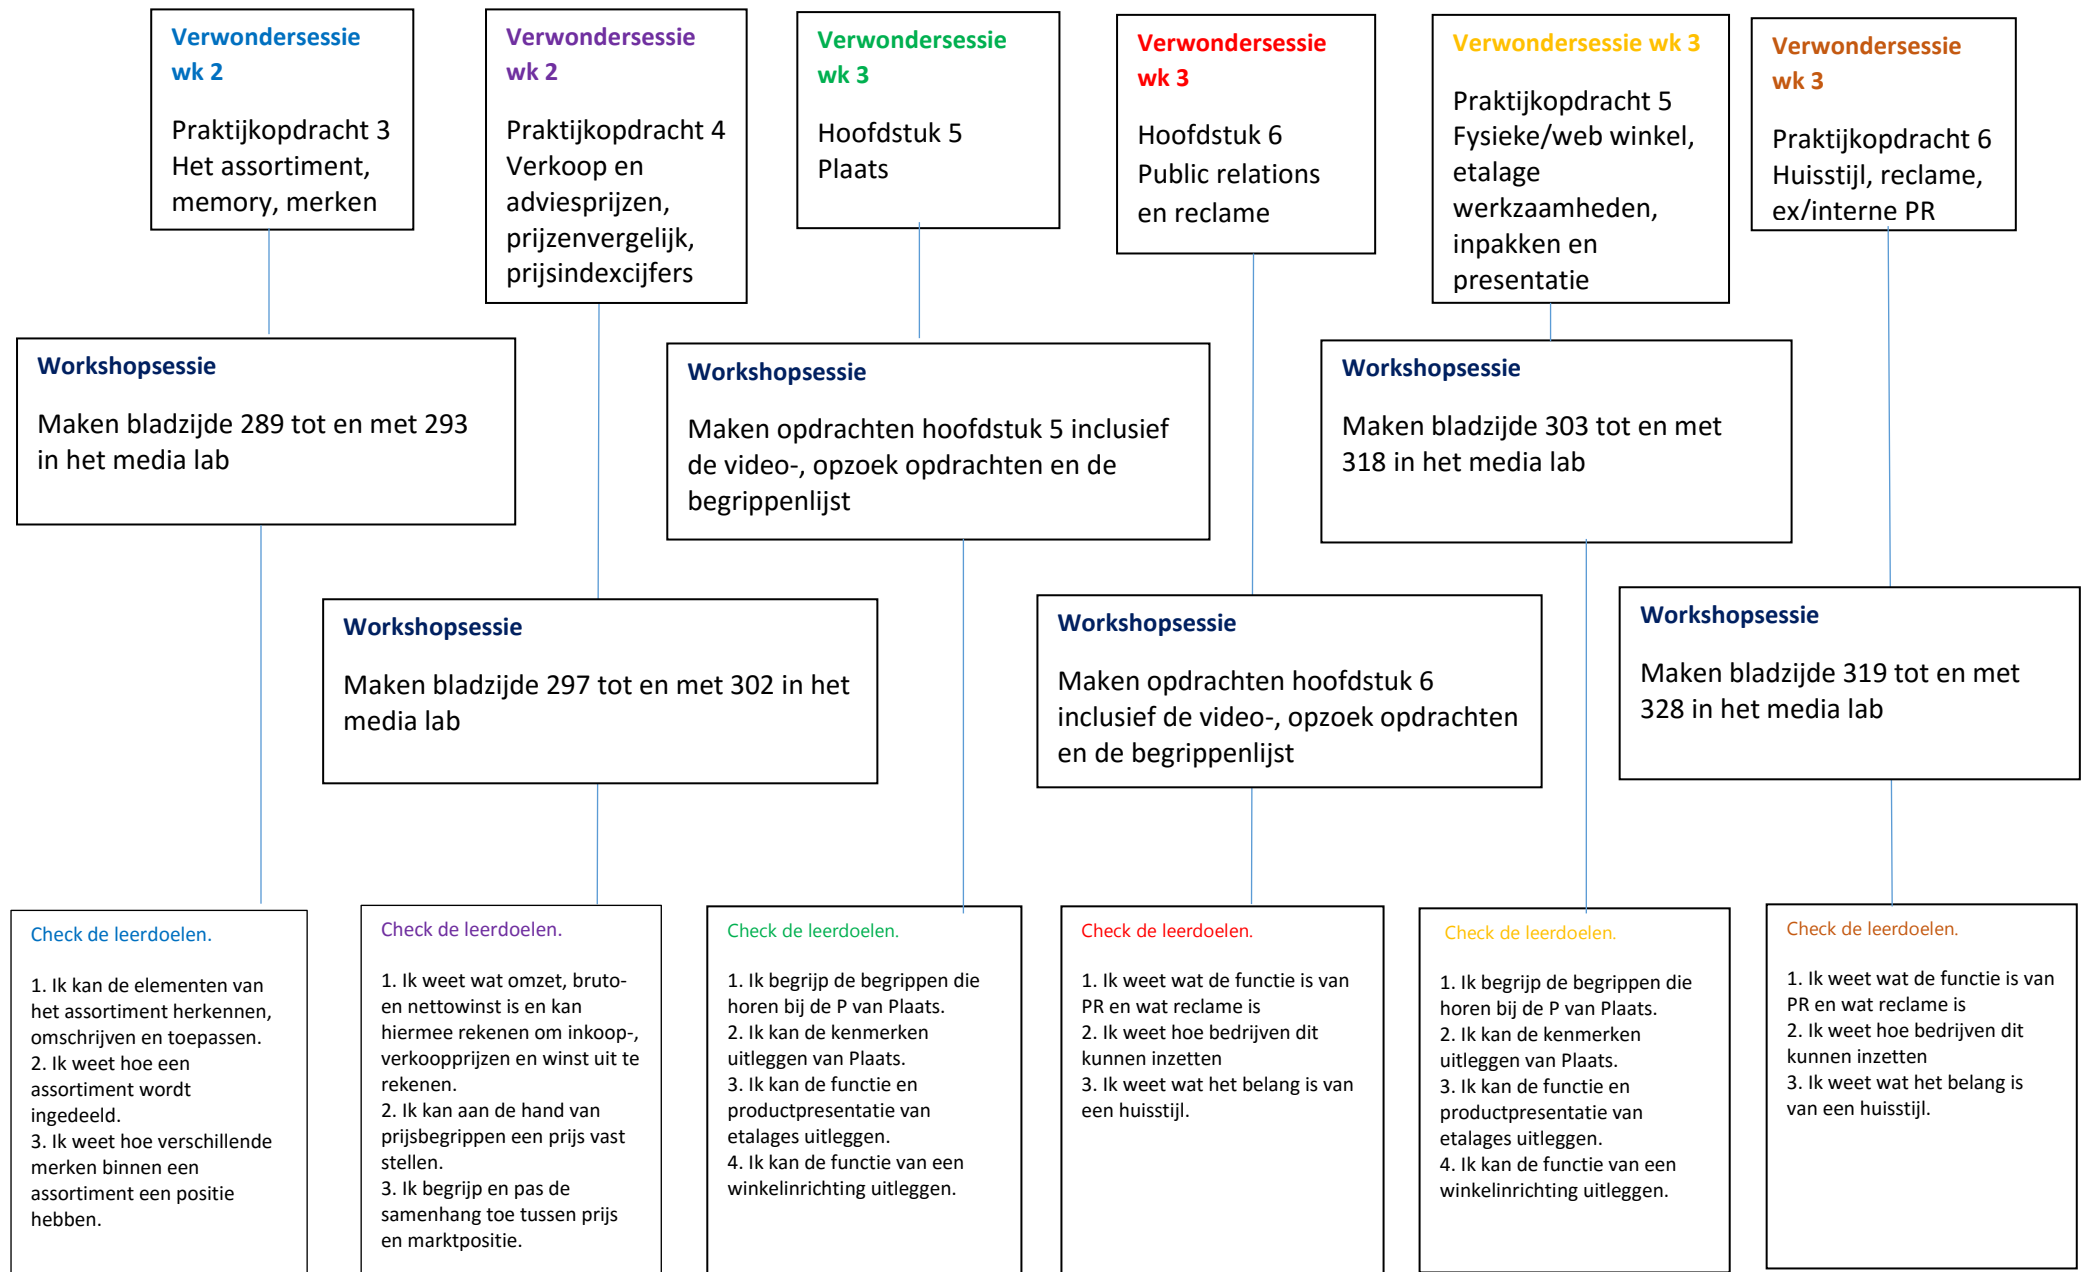 Verwondersessie
wk 2
Praktijkopdracht 3
Het assortiment,
memory, merken
Verwondersessie
wk 2
Praktijkopdracht 4
Verkoop en
adviesprijzen,
prijzenvergelijk,
prijsindexcijfers
Verwondersessie
wk 3
Hoofdstuk 5
Plaats
Verwondersessie
wk 3
Hoofdstuk 6
Public relations
en reclame
Verwondersessie wk 3
Praktijkopdracht 5
Fysieke/web winkel,
etalage
werkzaamheden,
inpakken en
presentatie
Verwondersessie
wk 3
Praktijkopdracht 6
Huisstijl, reclame,
ex/interne PR
Workshopsessie
Maken bladzijde 289 tot en met 293
in het media lab
Workshopsessie
Maken opdrachten hoofdstuk 5 inclusief
de video-, opzoek opdrachten en de
begrippenlijst
Workshopsessie
Maken bladzijde 303 tot en met
318 in het media lab
Workshopsessie
Maken bladzijde 297 tot en met 302 in het
media lab
Workshopsessie
Maken opdrachten hoofdstuk 6
inclusief de video-, opzoek opdrachten
en de begrippenlijst
Workshopsessie
Maken bladzijde 319 tot en met
328 in het media lab
Check de leerdoelen.
1. Ik kan de elementen van
het assortiment herkennen,
omschrijven en toepassen.
2. Ik weet hoe een
assortiment wordt
ingedeeld.
3. Ik weet hoe verschillende
merken binnen een
assortiment een positie
hebben.
Check de leerdoelen.
1. Ik weet wat omzet, bruto-
en nettowinst is en kan
hiermee rekenen om inkoop-,
verkoopprijzen en winst uit te
rekenen.
2. Ik kan aan de hand van
prijsbegrippen een prijs vast
stellen.
3. Ik begrijp en pas de
samenhang toe tussen prijs
en marktpositie.
Check de leerdoelen.
1. Ik begrijp de begrippen die
horen bij de P van Plaats.
2. Ik kan de kenmerken
uitleggen van Plaats.
3. Ik kan de functie en
productpresentatie van
etalages uitleggen.
4. Ik kan de functie van een
winkelinrichting uitleggen.
Check de leerdoelen.
1. Ik weet wat de functie is van
PR en wat reclame is
2. Ik weet hoe bedrijven dit
kunnen inzetten
3. Ik weet wat het belang is van
een huisstijl.
Check de leerdoelen.
1. Ik begrijp de begrippen die
horen bij de P van Plaats.
2. Ik kan de kenmerken
uitleggen van Plaats.
3. Ik kan de functie en
productpresentatie van
etalages uitleggen.
4. Ik kan de functie van een
winkelinrichting uitleggen.
Check de leerdoelen.
1. Ik weet wat de functie is van
PR en wat reclame is
2. Ik weet hoe bedrijven dit
kunnen inzetten
3. Ik weet wat het belang is
van een huisstijl.